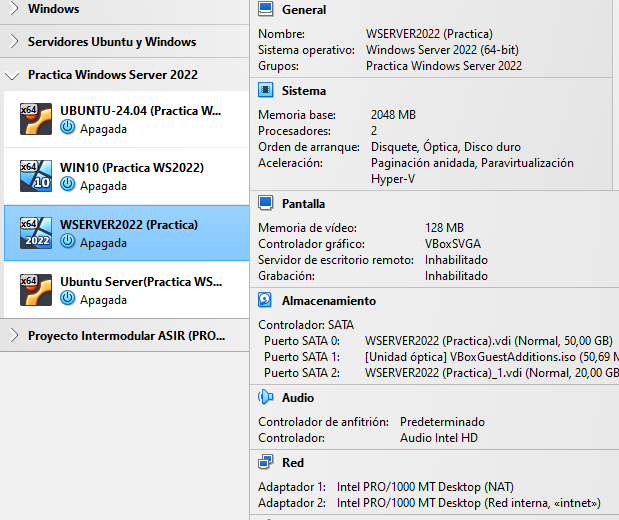 Windows
Servidores Ubuntu y Windows
Practica Windows Server 2022
x64
UBUNTU-24.04 (Practica W...
Apagada
x64
10
WIN10 (Practica WS2022)
Apagada
x64
2022
WSERVER2022 (Practica)
Apagada
x64
Ubuntu Server(Practica WS...
Apagada
Proyecto Intermodular ASIR (PRO...
General
Nombre: WSERVER2022 (Practica)
Sistema operativo: Windows Server 2022 (64-bit)
Grupos: Practica Windows Server 2022
Sistema
Memoria base: 2048 MB
Procesadores: 2
Orden de arranque: Disquete, Óptica, Disco duro
Aceleración: Paginación anidada, Paravirtualización
Hyper-V
Pantalla
Memoria de vídeo: 128 MB
Controlador gráfico: VBoxSVGA
Servidor de escritorio remoto: Inhabilitado
Grabación: Inhabilitado
Almacenamiento
Controlador: SATA
Puerto SATA 0: WSERVER2022 (Practica).vdi (Normal, 50,00 GB)
Puerto SATA 1: [Unidad óptica] VBoxGuestAdditions.iso (50,69 M
Puerto SATA 2: WSERVER2022 (Practica)_1.vdi (Normal, 20,00 GB
Audio
Controlador de anfitrión: Predeterminado
Controlador: Audio Intel HD
Red
Adaptador 1: Intel PRO/1000 MT Desktop (NAT)
Adaptador 2: Intel PRO/1000 MT Desktop (Red interna, «intnet»)